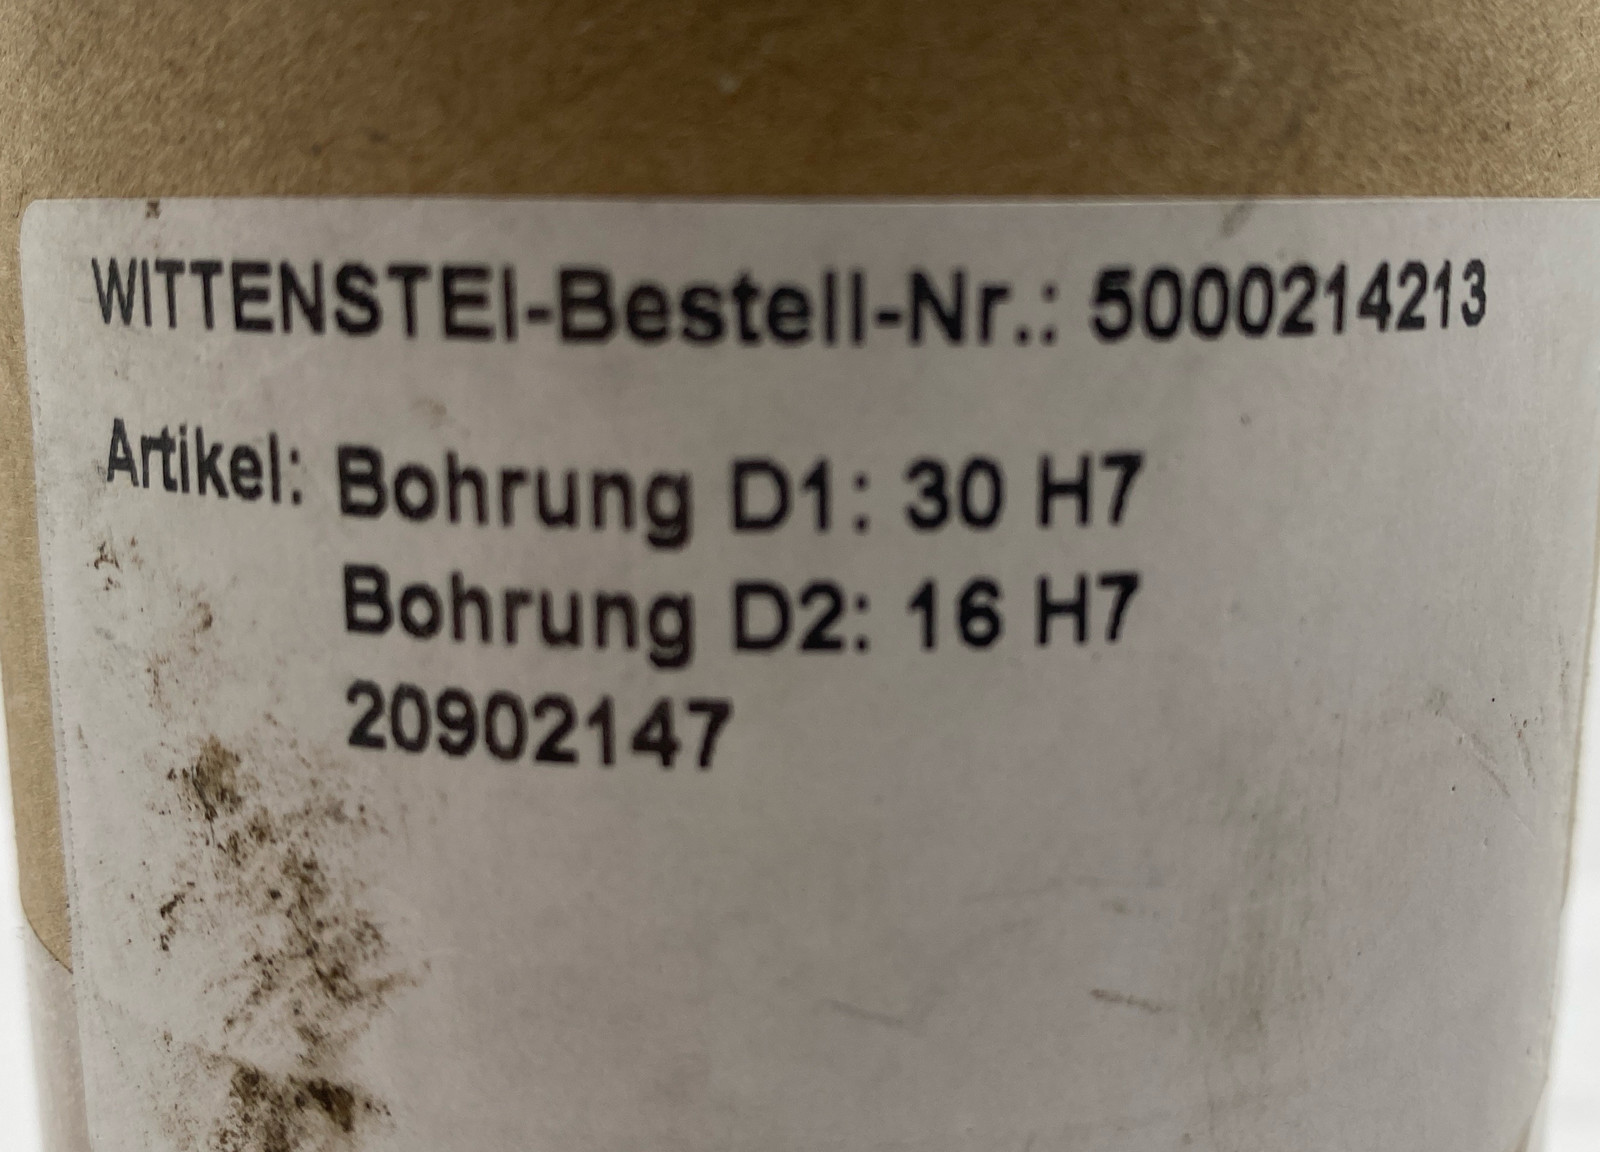 WITTENSTEI-Bestell-Nr.: 5000214213
Artikel: Bohrung D1: 30 H7
Bohrung D2: 16 H7
20902147